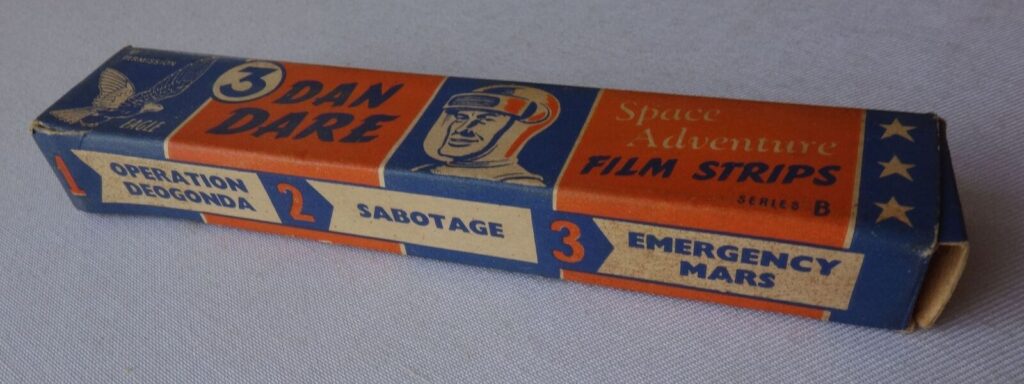 PERMISSION
EAGLE
3
DAN
DARE
Space
Adventure
FILM STRIPS
SERIES B
1
OPERATION
DEOGONDA
2
SABOTAGE
3
EMERGENCY
MARS